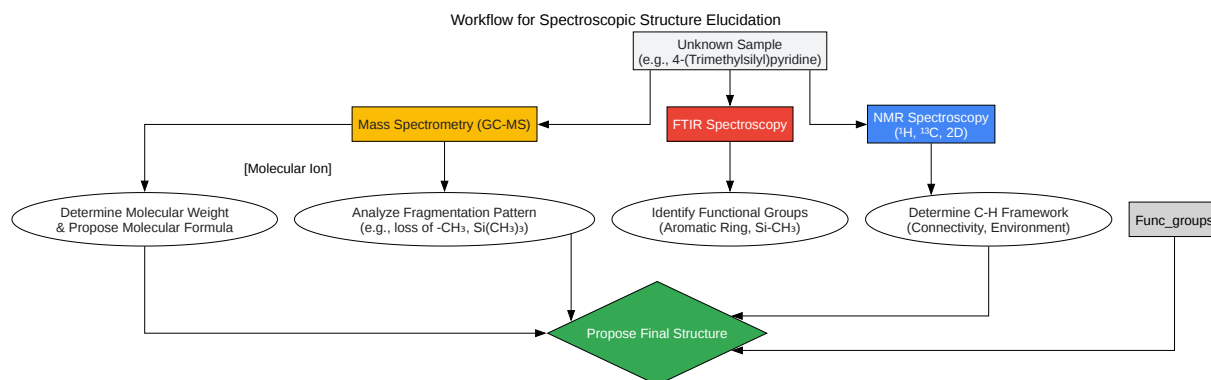 Workflow for Spectroscopic Structure Elucidation
Unknown Sample
(e.g., 4-(Trimethylsilyl)pyridine)
Mass Spectrometry (GC-MS)
FTIR Spectroscopy
NMR Spectroscopy
(¹H, ¹³C, 2D)
[Molecular Ion]
Determine Molecular Weight
& Propose Molecular Formula
Analyze Fragmentation Pattern
(e.g., loss of -CH₃, Si(CH₃)₃)
Identify Functional Groups
(Aromatic Ring, Si-CH₃)
Determine C-H Framework
(Connectivity, Environment)
Func_groups
Propose Final Structure